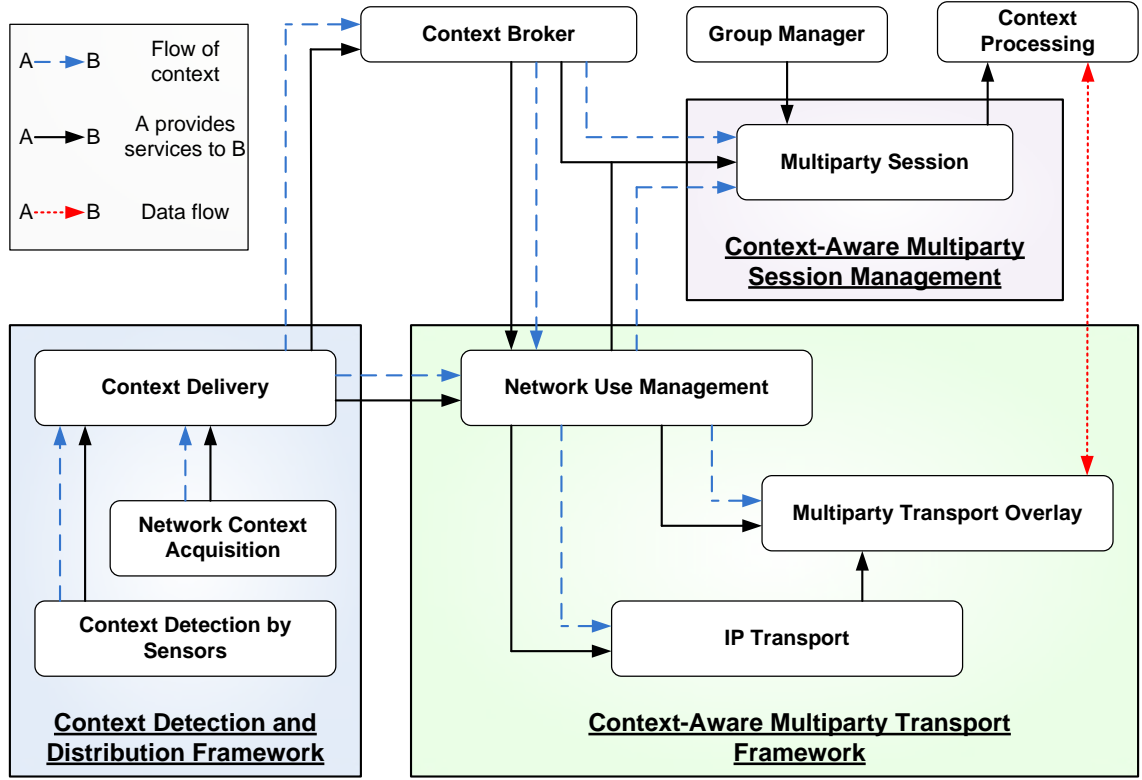 A B Flow of
context
A B A provides
services to B
A B Data flow
Context Broker
Group Manager
Context
Processing
Multiparty Session
Context-Aware Multiparty
Session Management
Context Delivery
Network Context
Acquisition
Context Detection by
Sensors
Context Detection and
Distribution Framework
Network Use Management
Multiparty Transport Overlay
IP Transport
Context-Aware Multiparty Transport
Framework